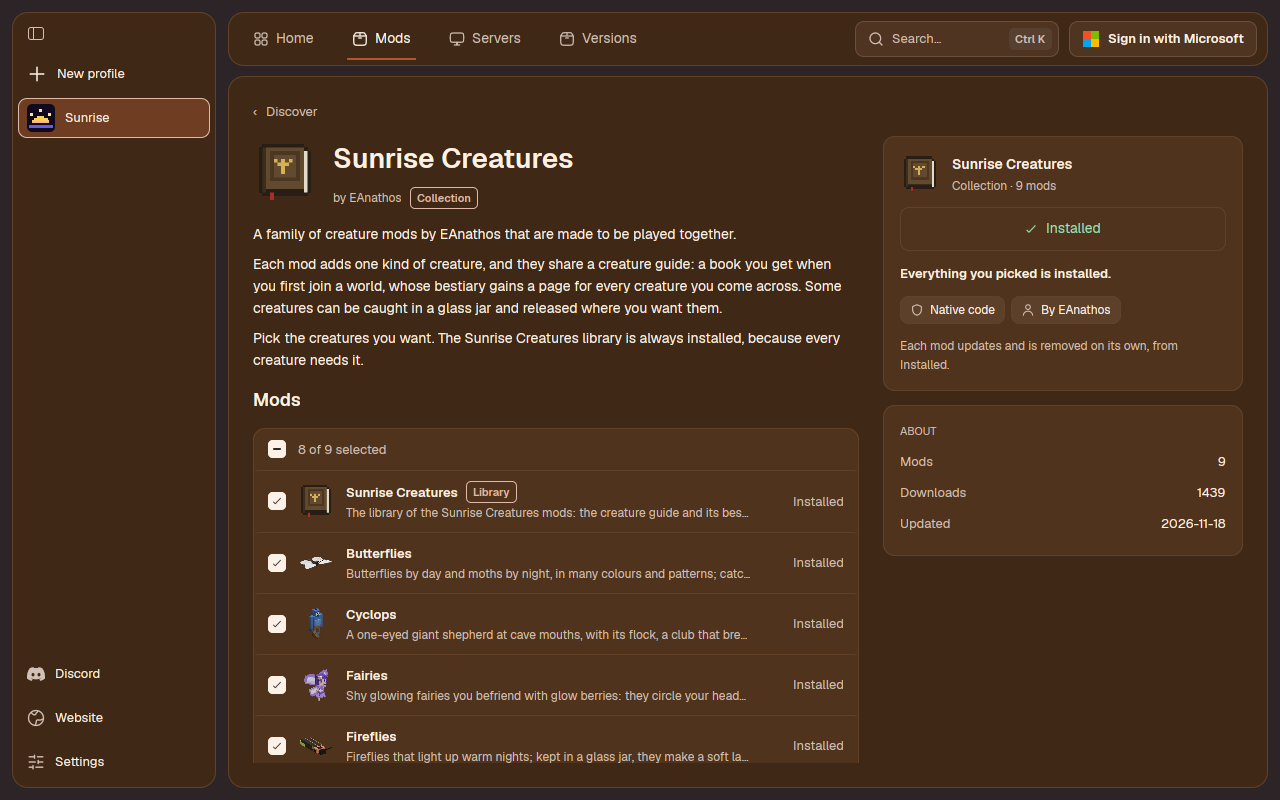 New profile
Sunrise
Discord
Website
Settings
Home
Mods
Servers
Versions
Search...
Ctrl K
Sign in with Microsoft
‹ Discover
Sunrise Creatures
by EAnathos
Collection
A family of creature mods by EAnathos that are made to be played together.
Each mod adds one kind of creature, and they share a creature guide: a book you get when
you first join a world, whose bestiary gains a page for every creature you come across. Some
creatures can be caught in a glass jar and released where you want them.
Pick the creatures you want. The Sunrise Creatures library is always installed, because every
creature needs it.
Mods
8 of 9 selected
Sunrise Creatures
Library
The library of the Sunrise Creatures mods: the creature guide and its bes...
Installed
Butterflies
Butterflies by day and moths by night, in many colours and patterns; catc...
Installed
Cyclops
A one-eyed giant shepherd at cave mouths, with its flock, a club that bre...
Installed
Fairies
Shy glowing fairies you befriend with glow berries: they circle your head...
Installed
Fireflies
Fireflies that light up warm nights; kept in a glass jar, they make a soft la...
Installed
Sunrise Creatures
Collection · 9 mods
Installed
Everything you picked is installed.
Native code
By EAnathos
Each mod updates and is removed on its own, from
Installed.
ABOUT
Mods 9
Downloads 1439
Updated 2026-11-18